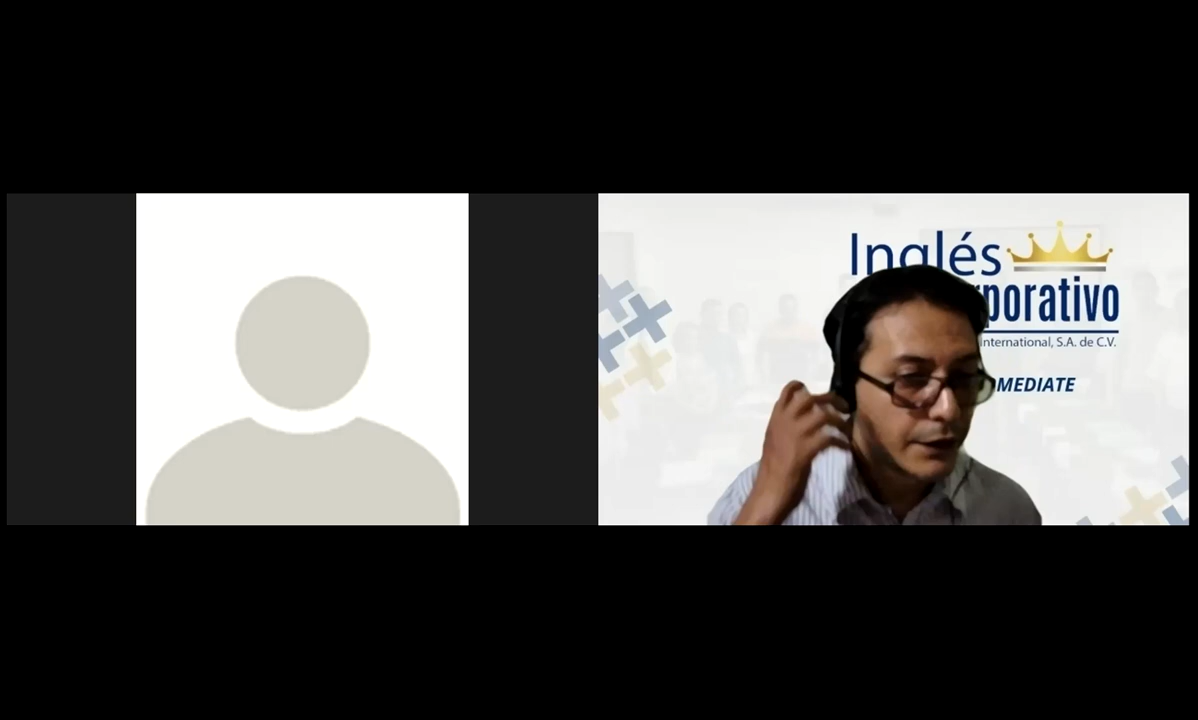 Inglés
porativo
International, S.A. de C.V.
MEDIATE